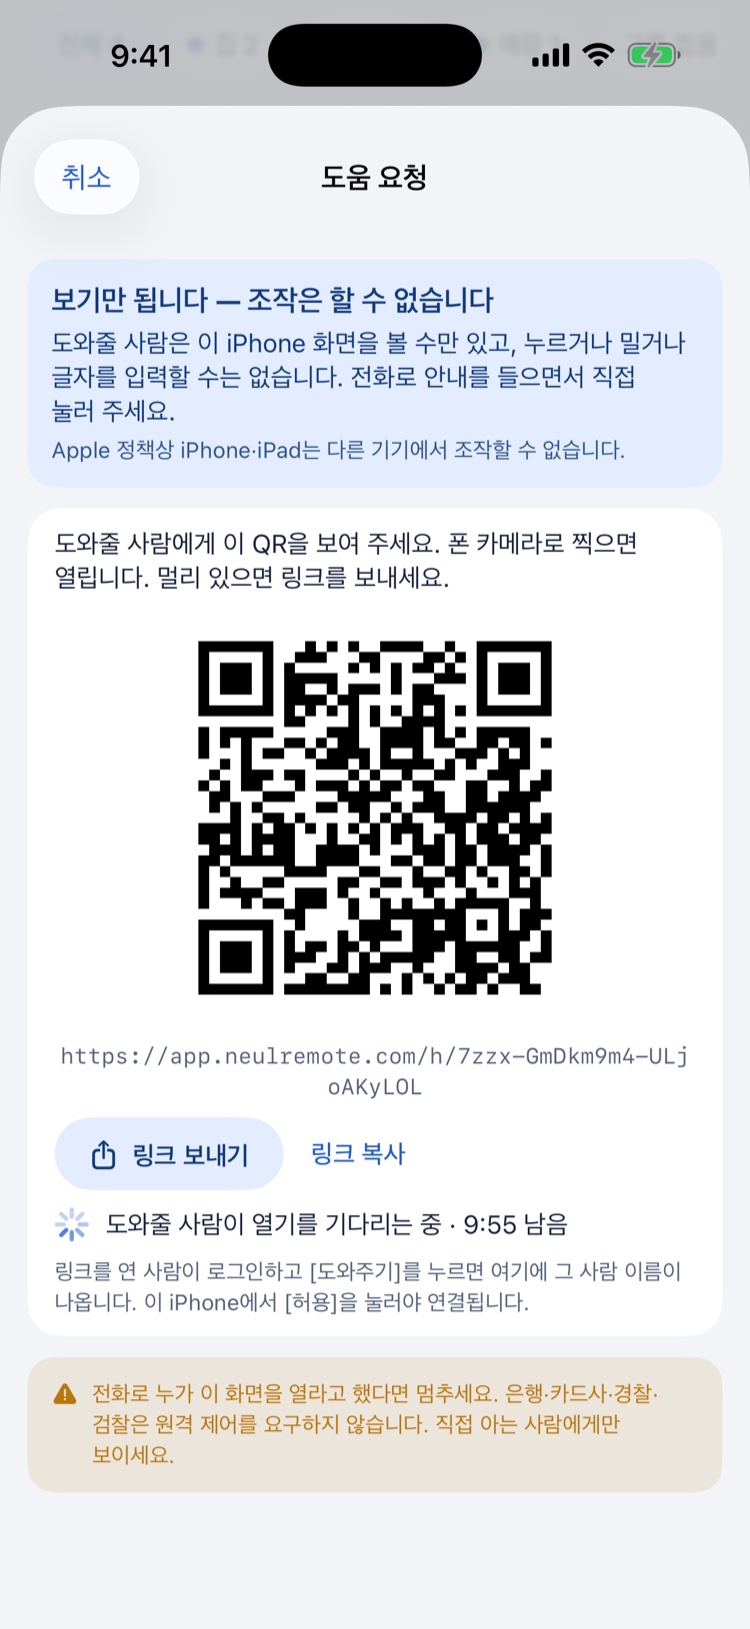 9:41
취소
도움 요청
보기만 됩니다 — 조작은 할 수 없습니다
도와줄 사람은 이 iPhone 화면을 볼 수만 있고, 누르거나 밀거나
글자를 입력할 수는 없습니다. 전화로 안내를 들으면서 직접
눌러 주세요.
Apple 정책상 iPhone·iPad는 다른 기기에서 조작할 수 없습니다.
도와줄 사람에게 이 QR을 보여 주세요. 폰 카메라로 찍으면
열립니다. 멀리 있으면 링크를 보내세요.
https://app.neulremote.com/h/7zzx-GmDkm9m4-ULj
oAKyLOL
링크 보내기
링크 복사
도와줄 사람이 열기를 기다리는 중 · 9:55 남음
링크를 연 사람이 로그인하고 [도와주기]를 누르면 여기에 그 사람 이름이
나옵니다. 이 iPhone에서 [허용]을 눌러야 연결됩니다.
전화로 누가 이 화면을 열라고 했다면 멈추세요. 은행·카드사·경찰·
검찰은 원격 제어를 요구하지 않습니다. 직접 아는 사람에게만
보이세요.